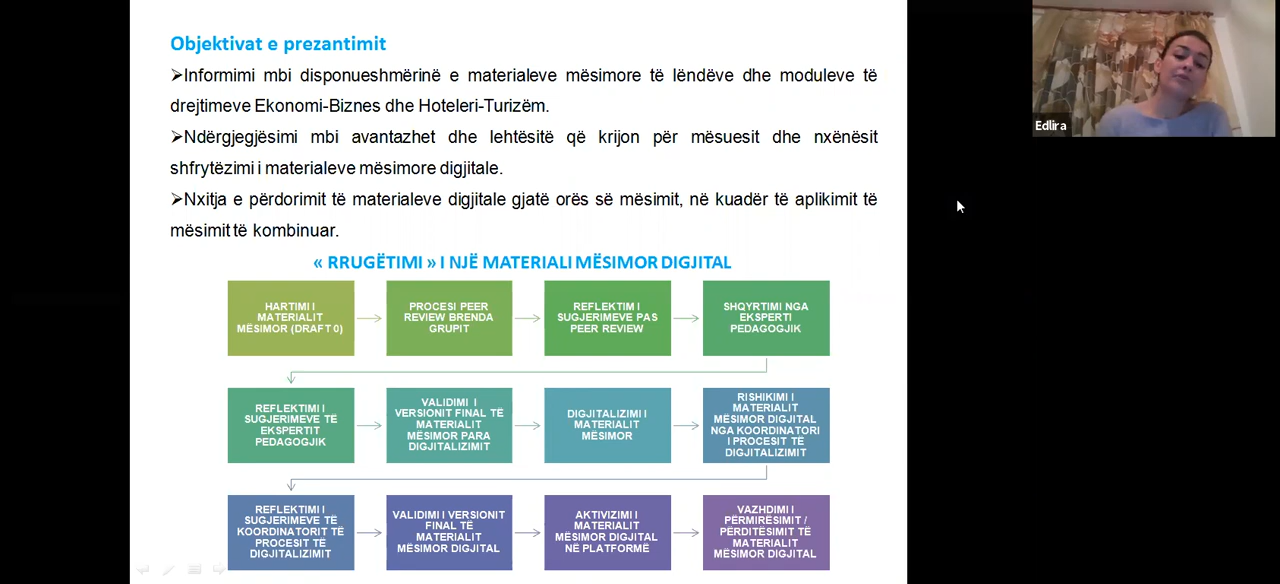 Objektivat e prezantimit
➢Informimi mbi disponueshmërinë e materialeve mësimore të lëndëve dhe moduleve të
drejtimeve Ekonomi-Biznes dhe Hoteleri-Turizëm.
➢Ndërgjegjësimi mbi avantazhet dhe lehtësitë që krijon për mësuesit dhe nxënësit
shfrytëzimi i materialeve mësimore digjitale.
➢Nxitja e përdorimit të materialeve digjitale gjatë orës së mësimit, në kuadër të aplikimit të
mësimit të kombinuar.
« RRUGËTIMI » I NJË MATERIALI MËSIMOR DIGJITAL
HARTIMI I
MATERIALIT
MËSIMOR (DRAFT 0)
PROCESI PEER
REVIEW BRENDA
GRUPIT
REFLEKTIM I
SUGJERIMEVE PAS
PEER REVIEW
SHQYRTIMI NGA
EKSPERTI
PEDAGOGJIK
REFLEKTIMI I
SUGJERIMEVE TË
EKSPERTIT
PEDAGOGJIK
VALIDIMI I
VERSIONIT FINAL TË
MATERIALIT
MËSIMOR PARA
DIGJITALIZIMIT
DIGJITALIZIMI I
MATERIALIT
MËSIMOR
RISHIKIMI I
MATERIALIT
MËSIMOR DIGJITAL
NGA KOORDINATORI
I PROCESIT TË
DIGJITALIZIMIT
REFLEKTIMI I
SUGJERIMEVE TË
KOORDINATORIT TË
PROCESIT TË
DIGJITALIZIMIT
VALIDIMI I VERSIONIT
FINAL TË
MATERIALIT
MËSIMOR DIGJITAL
AKTIVIZIMI I
MATERIALIT
MËSIMOR DIGJITAL
NË PLATFORMË
VAZHDIMI I
PËRMIRËSIMIT /
PËRDITËSIMIT TË
MATERIALIT
MËSIMOR DIGJITAL
Edlira